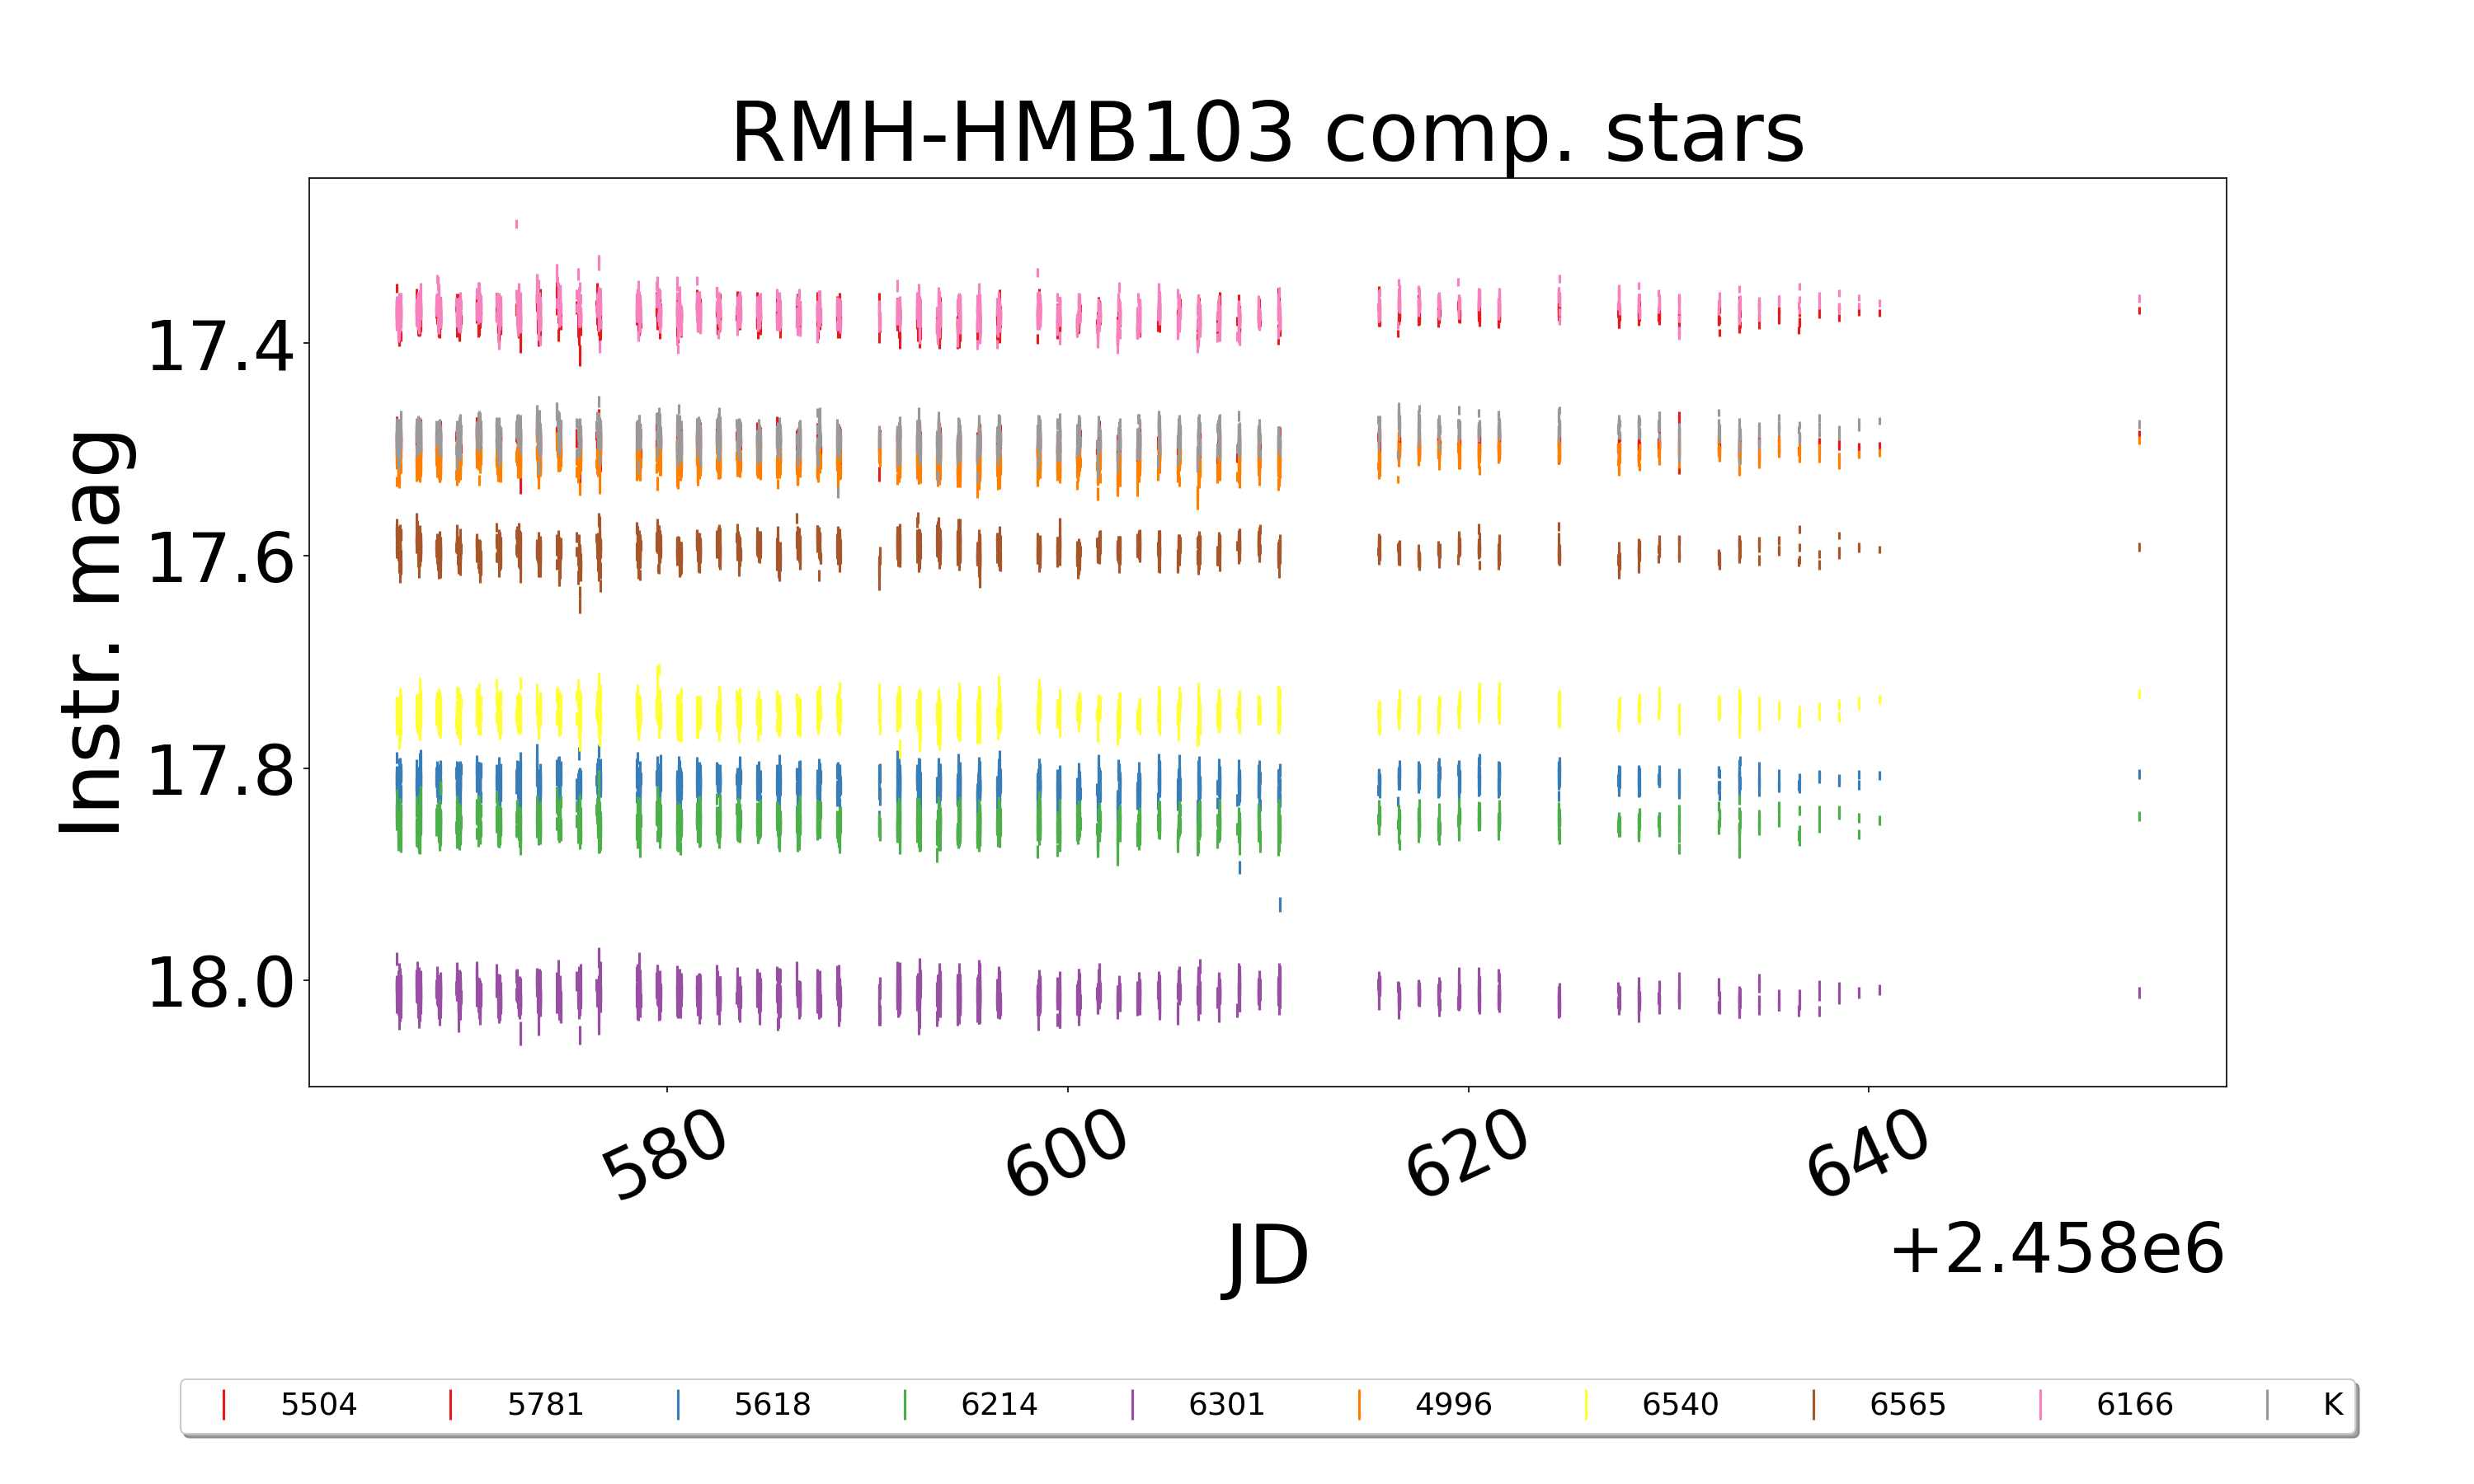 RMH-HMB103 comp. stars
Instr. mag
17.4
17.6
17.8
18.0
580 600 620 640
JD
+2.458e6
5504 5781 5618 6214 6301 4996 6540 6565 6166 K